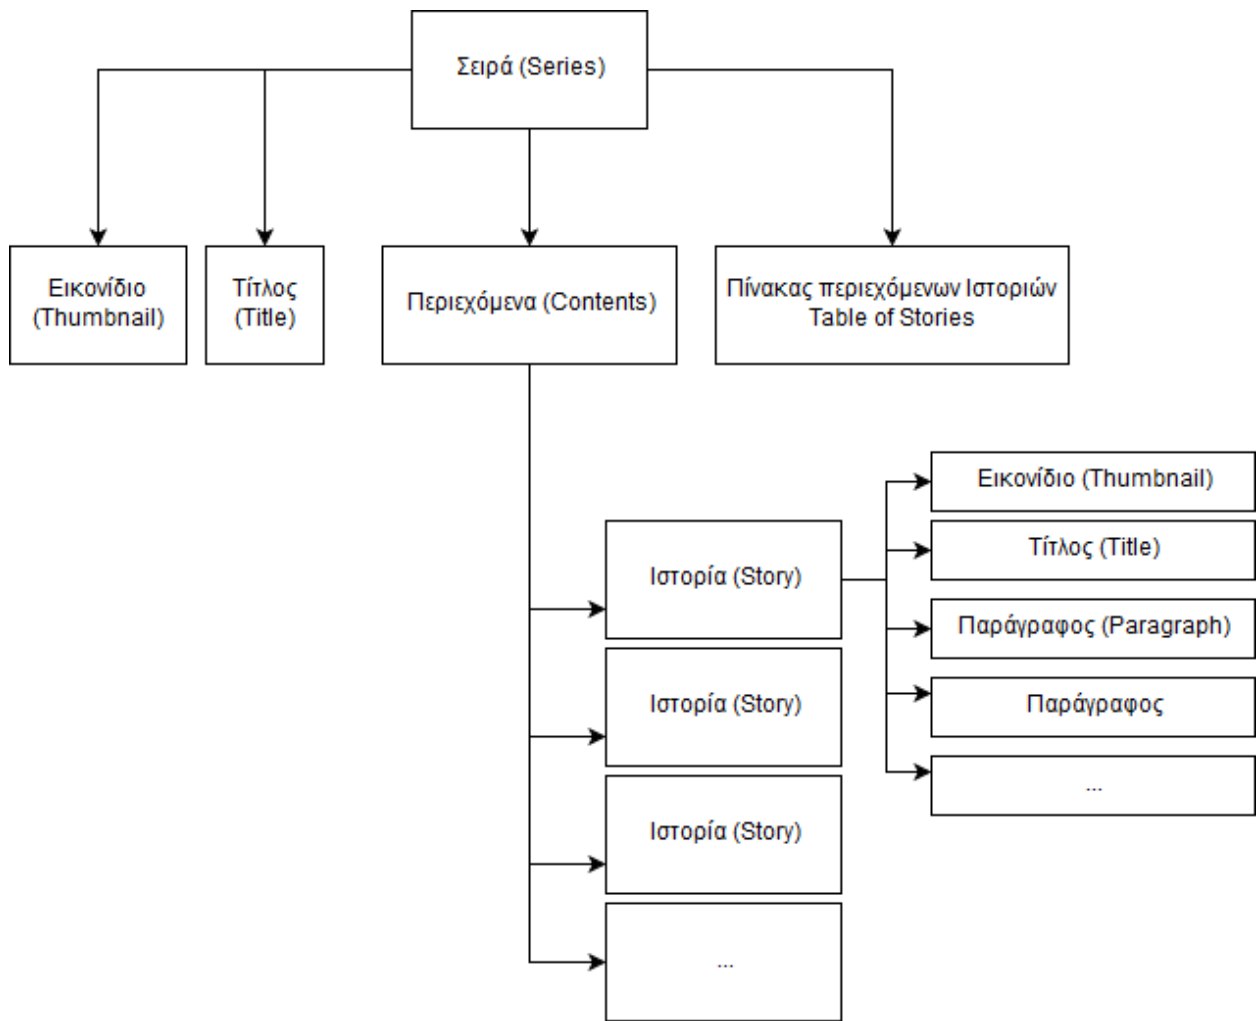 Σειρά (Series)
Εικονίδιο
(Thumbnail)
Τίτλος
(Title)
Περιεχόμενα (Contents)
Πίνακας περιεχόμενων Ιστοριών
Table of Stories
Ιστορία (Story)
Ιστορία (Story)
Ιστορία (Story)
...
Εικονίδιο (Thumbnail)
Τίτλος (Title)
Παράγραφος (Paragraph)
Παράγραφος
...